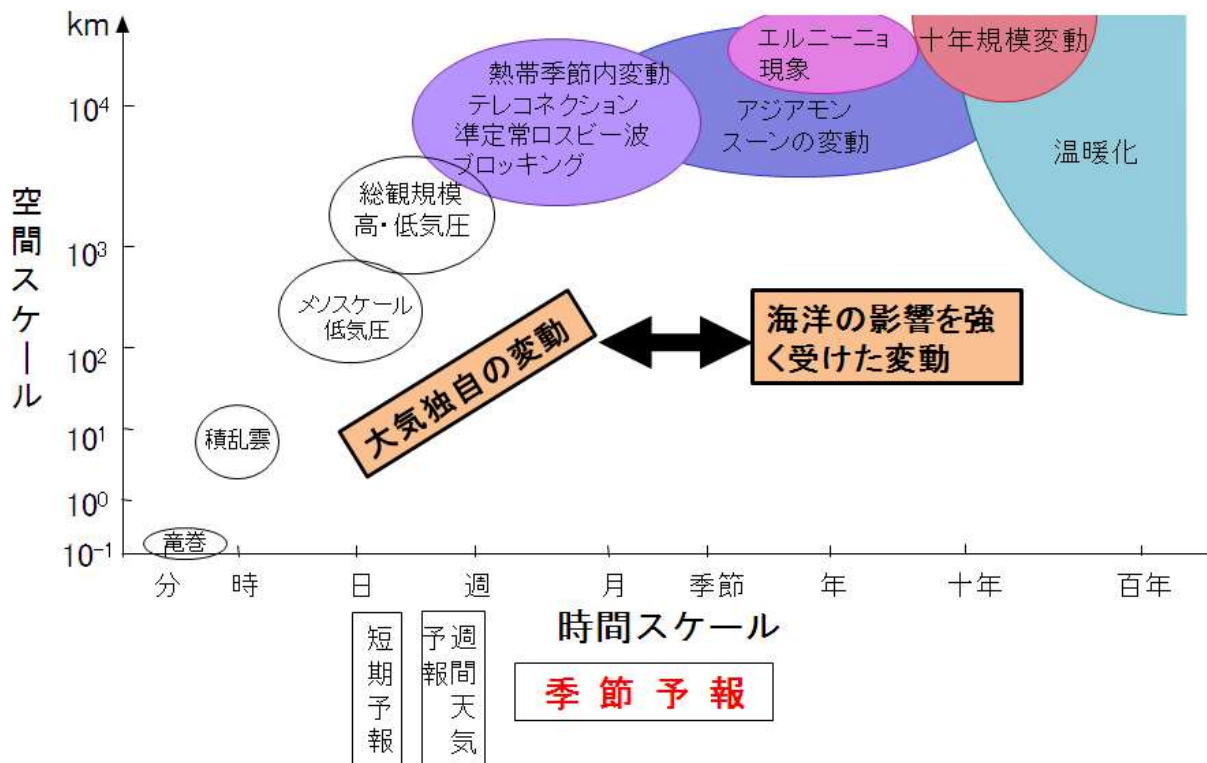 km
10⁴
10³
10²
10¹
10⁰
10⁻¹
空間スケール
エルニーニョ
現象
十年規模変動
熱帯季節内変動
テレコネクション
準定常ロスビー波
ブロッキング
アジアモン
スーンの変動
温暖化
総観規模
高・低気圧
メソスケール
低気圧
積乱雲
竜巻
大気独自の変動
海洋の影響を強
く受けた変動
分 時 日 週 月 季節 年 十年 百年
時間スケール
短期予報
週間天気
予報
季節予報